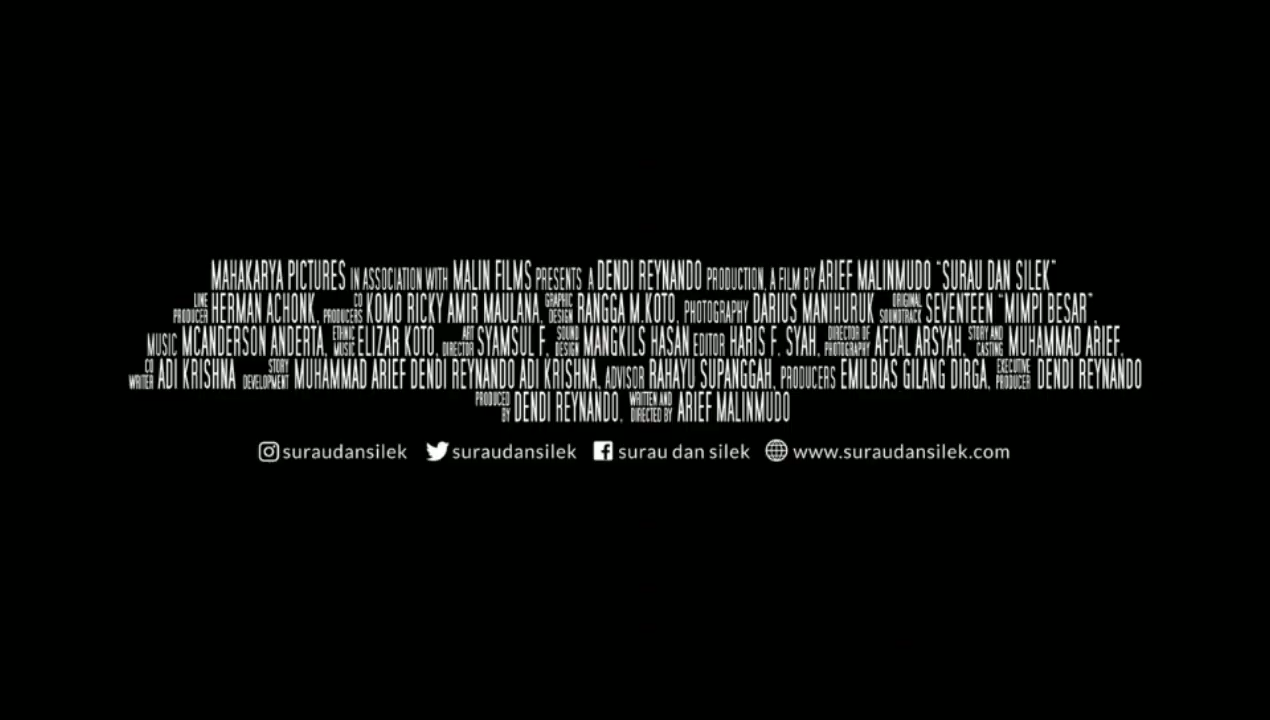 MAHAKARYA PICTURES IN ASSOCIATION WITH MALIN FILMS PRESENTS A DENDI REYNANDO PRODUCTION, A FILM BY ARIEF MALINMUDO "SURAU DAN SILEK"
LINE PRODUCER HERMAN ACHONK, CO PRODUCERS KOMO RICKY AMIR MAULANA, GRAPHIC DESIGN RANGGA M.KOTO, PHOTOGRAPHY DARIUS MANIHURUK ORIGINAL SOUNDTRACK SEVENTEEN "MIMPI BESAR",
MUSIC MCANDERSON ANDERTA, ETHNIC MUSIC ELIZAR KOTO, ART DIRECTOR SYAMSUL F. SOUND DESIGN MANGKILS HASAN EDITOR HARIS F. SYAH, DIRECTOR OF PHOTOGRAPHY AFDAL ARSYAH, STORY AND CASTING MUHAMMAD ARIEF,
CO WRITER ADI KRISHNA STORY DEVELOPMENT MUHAMMAD ARIEF DENDI REYNANDO ADI KRISHNA, ADVISOR RAHAYU SUPANGGAH, PRODUCERS EMILBIAS GILANG DIRGA, EXECUTIVE PRODUCER DENDI REYNANDO
PRODUCED BY DENDI REYNANDO, WRITTEN AND DIRECTED BY ARIEF MALINMUDO
suraudansilek suraudansilek surau dan silek www.suraudansilek.com